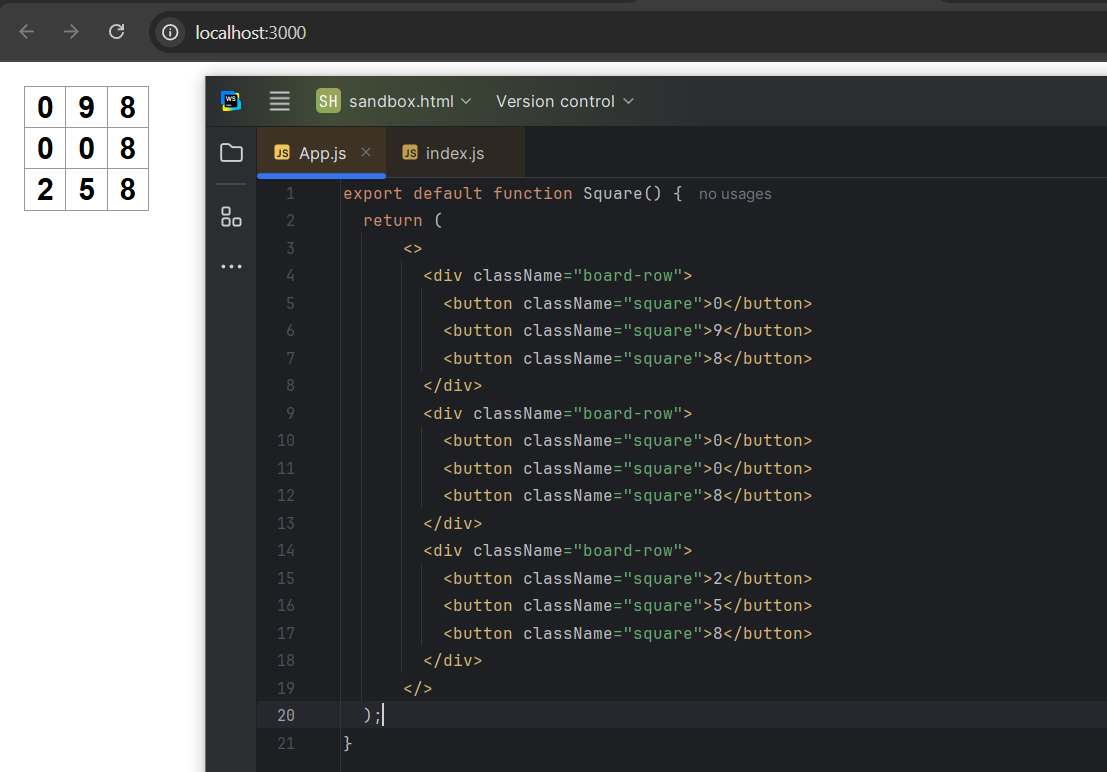 localhost:3000
0 9 8
0 0 8
2 5 8
WS
SH sandbox.html Version control
JS App.js JS index.js
1 export default function Square() { no usages
2 return (
3 <>
4 <div className="board-row">
5 <button className="square">0</button>
6 <button className="square">9</button>
7 <button className="square">8</button>
8 </div>
9 <div className="board-row">
10 <button className="square">0</button>
11 <button className="square">0</button>
12 <button className="square">8</button>
13 </div>
14 <div className="board-row">
15 <button className="square">2</button>
16 <button className="square">5</button>
17 <button className="square">8</button>
18 </div>
19 </>
20 );
21 }